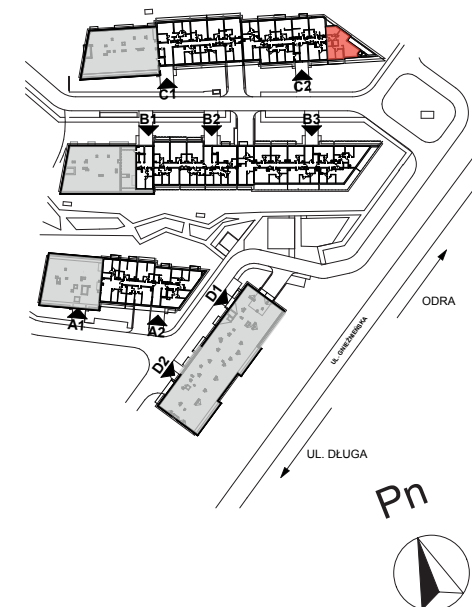 C1
C2
B1
B2
B3
A1
A2
D1
D2
ODRA
UL. GNIEŹNIEŃSKA
UL. DŁUGA
Pn